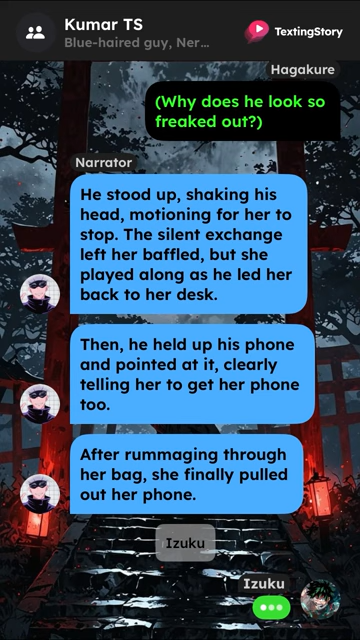 Kumar TS
Blue-haired guy, Ner...
TextingStory
Hagakure
(Why does he look so
freaked out?)
Narrator
He stood up, shaking his
head, motioning for her to
stop. The silent exchange
left her baffled, but she
played along as he led her
back to her desk.
Then, he held up his phone
and pointed at it, clearly
telling her to get her phone
too.
After rummaging through
her bag, she finally pulled
out her phone.
Izuku
Izuku